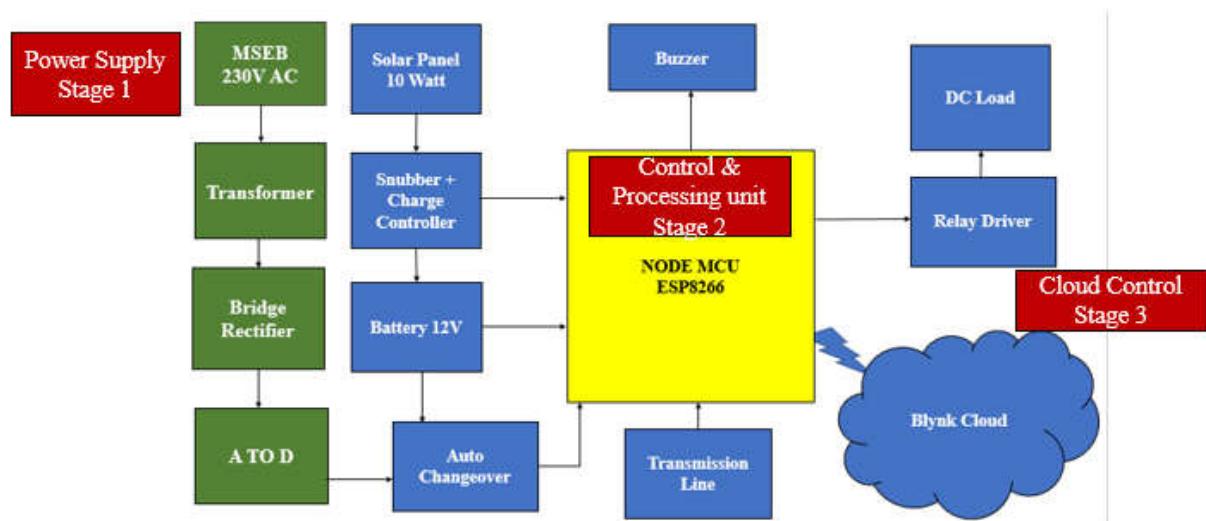 Power Supply
Stage 1
MSEB
230V AC
Solar Panel
10 Watt
Buzzer
DC Load
Transformer
Snubber +
Charge
Controller
Control &
Processing unit
Stage 2
NODE MCU
ESP8266
Relay Driver
Cloud Control
Stage 3
Bridge
Rectifier
Battery 12V
Blynk Cloud
A TO D
Auto
Changeover
Transmission
Line